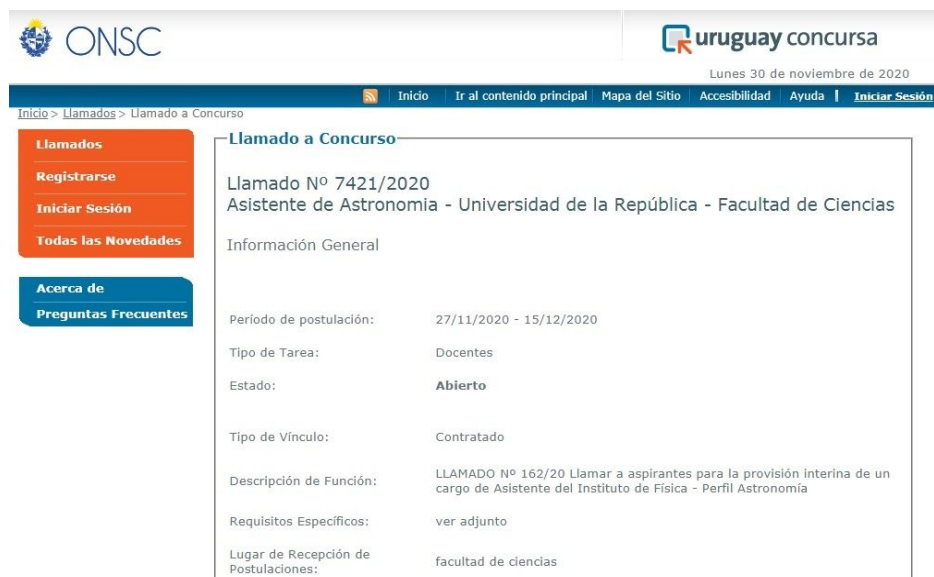 ONSC
uruguay concursa
Lunes 30 de noviembre de 2020
Inicio Ir al contenido principal Mapa del Sitio Accesibilidad Ayuda | Iniciar Sesión
Inicio > Llamados > Llamado a Concurso
Llamados
Registrarse
Iniciar Sesión
Todas las Novedades
Acerca de
Preguntas Frecuentes
Llamado a Concurso
Llamado Nº 7421/2020
Asistente de Astronomia - Universidad de la República - Facultad de Ciencias
Información General
Período de postulación: 27/11/2020 - 15/12/2020
Tipo de Tarea: Docentes
Estado: Abierto
Tipo de Vínculo: Contratado
Descripción de Función: LLAMADO Nº 162/20 Llamar a aspirantes para la provisión interina de un
cargo de Asistente del Instituto de Física - Perfil Astronomía
Requisitos Específicos: ver adjunto
Lugar de Recepción de
Postulaciones: facultad de ciencias